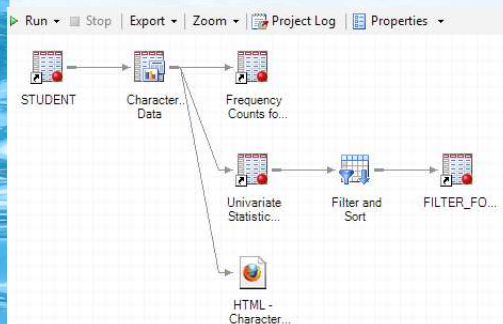 Run Stop Export Zoom Project Log Properties
STUDENT
Character..
Data
Frequency
Counts fo...
Univariate
Statistic...
Filter and
Sort
FILTER_FO...
HTML -
Character...